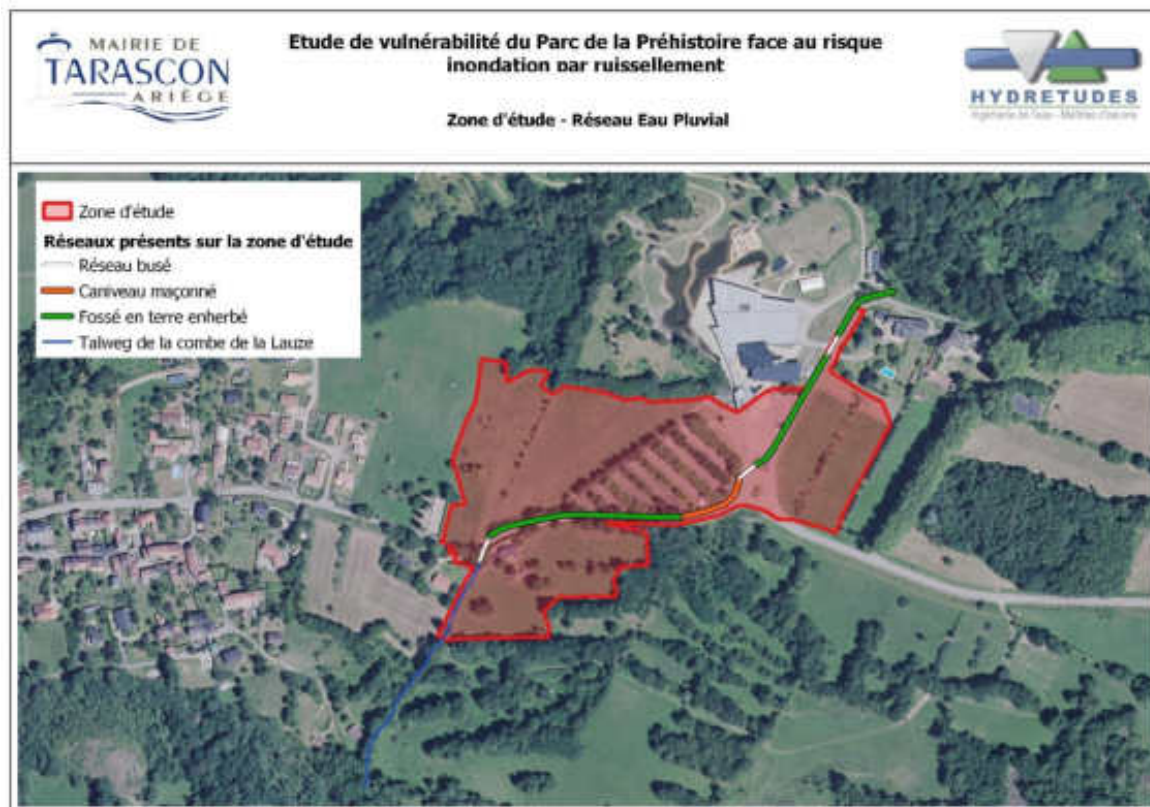 MAIRIE DE
TARASCON
ARIÈGE
Etude de vulnérabilité du Parc de la Préhistoire face au risque
inondation par ruissellement
Zone d'étude - Réseau Eau Pluvial
HYDRETUDES
Zone d'étude
Réseaux présents sur la zone d'étude
Réseau busé
Caniveau maçonné
Fossé en terre enherbé
Talweg de la combe de la Lauze